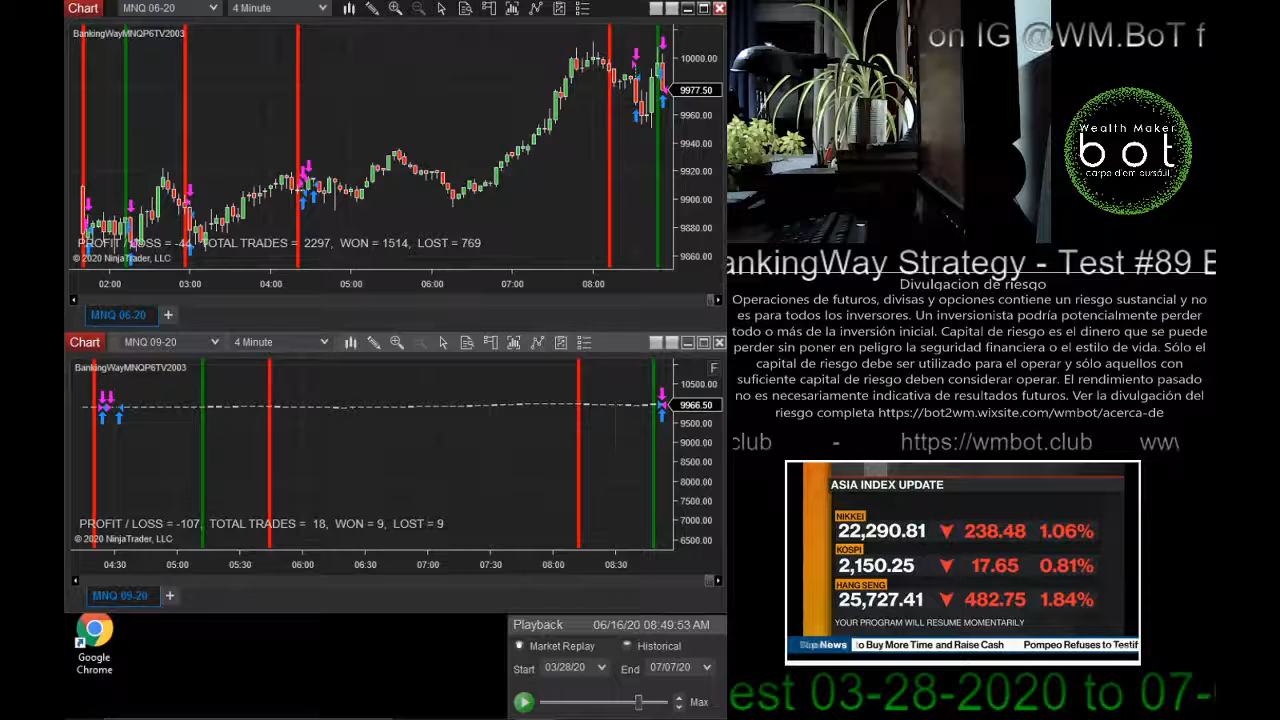 Chart MNQ 06-20 4 Minute
BankingWayMNQP6TV2003
10000.00
9977.50
9960.00
9940.00
9920.00
9900.00
9880.00
9860.00
PROFIT / LOSS = -44, TOTAL TRADES = 2297, WON = 1514, LOST = 769
© 2020 NinjaTrader, LLC
02:00 03:00 04:00 05:00 06:00 07:00 08:00
MNQ 06-20 +
Chart MNQ 09-20 4 Minute
BankingWayMNQP6TV2003
F
10500.00
9966.50
9500.00
9000.00
8500.00
8000.00
7500.00
7000.00
6500.00
PROFIT / LOSS = -107, TOTAL TRADES = 18, WON = 9, LOST = 9
© 2020 NinjaTrader, LLC
04:30 05:00 05:30 06:00 06:30 07:00 07:30 08:00 08:30
MNQ 09-20 +
Google
Chrome
Playback 06/16/20 08:49:53 AM
Market Replay Historical
Start 03/28/20 End 07/07/20
Max
on IG @WM.BoT f
Wealth Maker
bot
ankingWay Strategy - Test #89 E
Divulgacion de riesgo
Operaciones de futuros, divisas y opciones contiene un riesgo sustancial y no
es para todos los inversores. Un inversionista podría potencialmente perder
todo o más de la inversión inicial. Capital de riesgo es el dinero que se puede
perder sin poner en peligro la seguridad financiera o el estilo de vida. Sólo el
capital de riesgo debe ser utilizado para el operar y sólo aquellos con
suficiente capital de riesgo deben considerar operar. El rendimiento pasado
no es necesariamente indicativa de resultados futuros. Ver la divulgación del
riesgo completa https://bot2wm.wixsite.com/wmbot/acerca-de
club - https://wmbot.club www
ASIA INDEX UPDATE
NIKKEI
22,290.81 238.48 1.06%
KOSPI
2,150.25 17.65 0.81%
HANG SENG
25,727.41 482.75 1.84%
YOUR PROGRAM WILL RESUME MOMENTARILY
News to Buy More Time and Raise Cash Pompeo Refuses to Testif
est 03-28-2020 to 07-